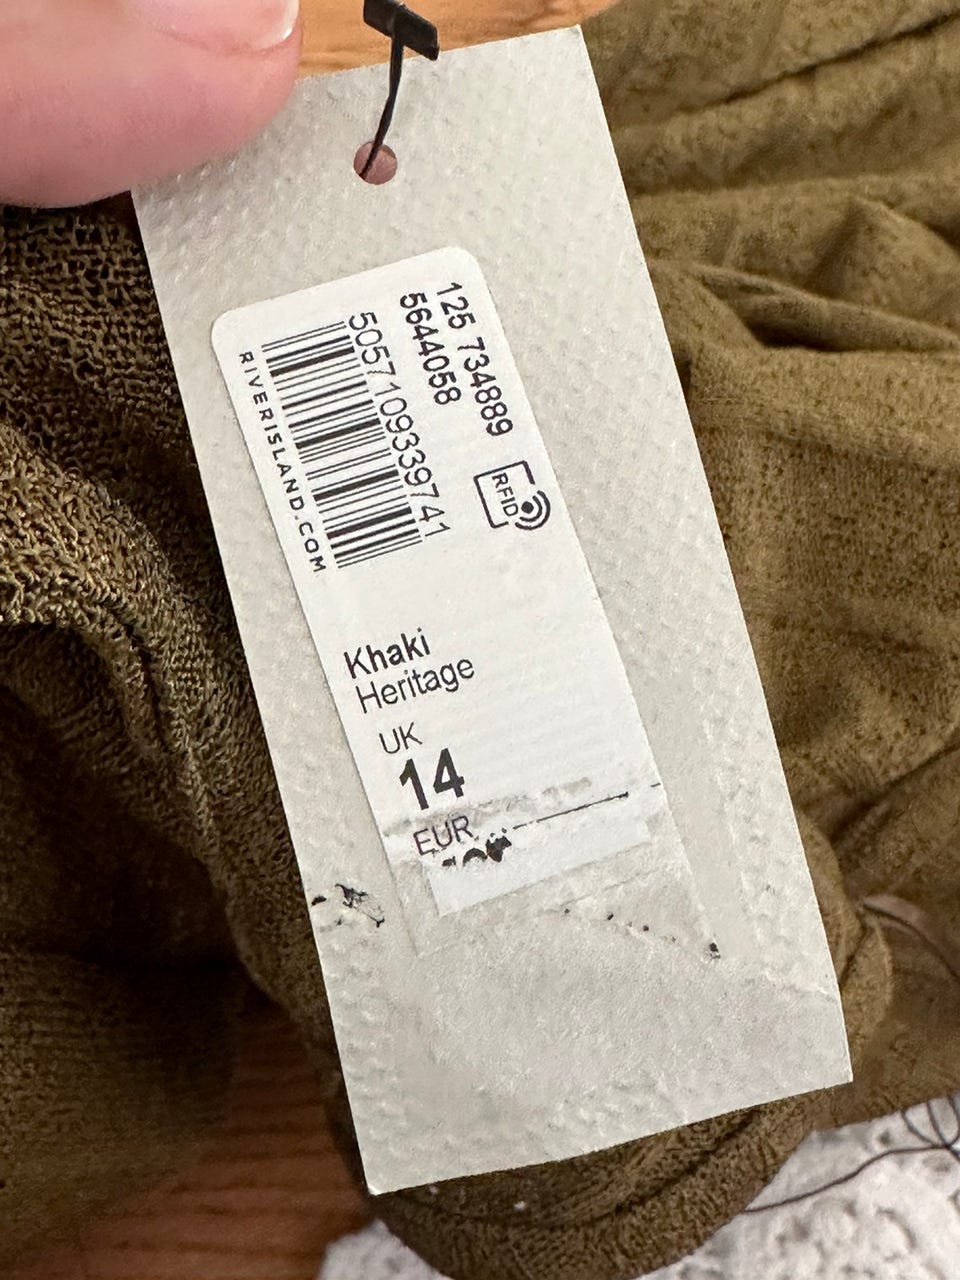 125 734889
5644058
5057109339741
RIVERISLAND.COM
RFID
Khaki
Heritage
UK
14
EUR